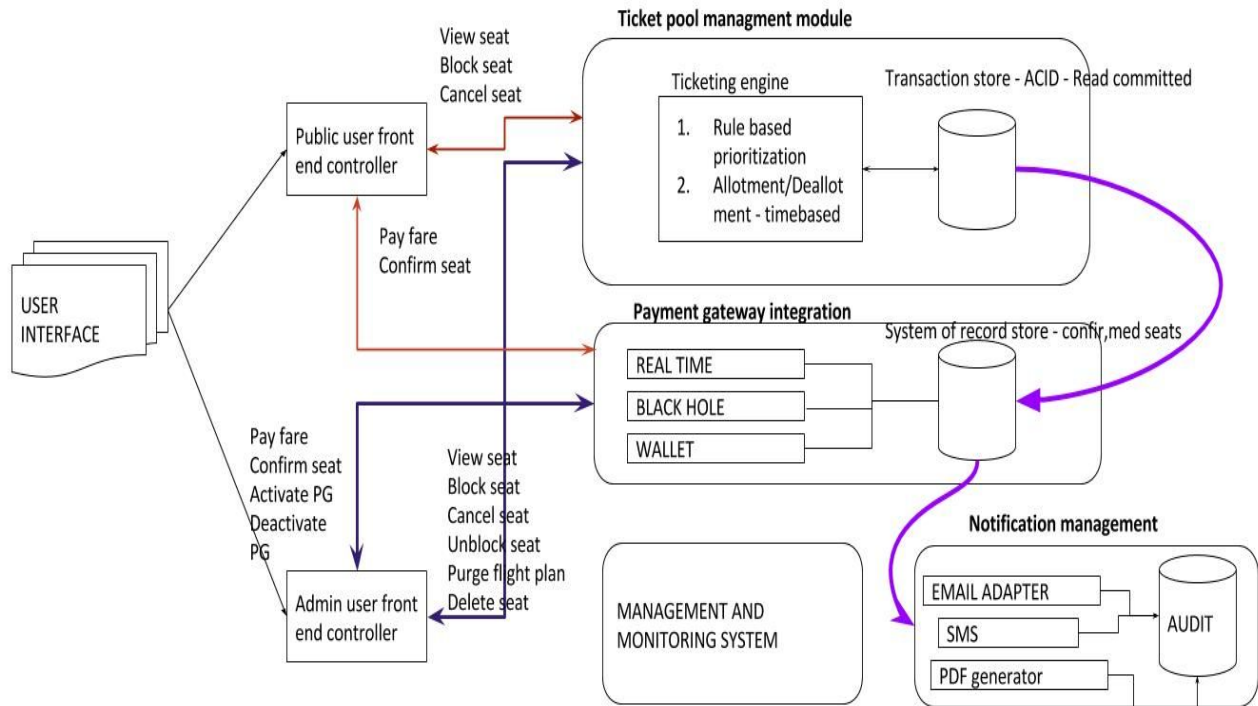 Ticket pool managment module
View seat
Block seat
Cancel seat
Ticketing engine
Transaction store - ACID - Read committed
Public user front
end controller
1. Rule based
prioritization
2. Allotment/Deallot
ment - timebased
Pay fare
Confirm seat
USER
INTERFACE
Payment gateway integration
System of record store - confir,med seats
REAL TIME
BLACK HOLE
WALLET
Pay fare
Confirm seat
Activate PG
Deactivate
PG
View seat
Block seat
Cancel seat
Unblock seat
Purge flight plan
Delete seat
Admin user front
end controller
MANAGEMENT AND
MONITORING SYSTEM
Notification management
EMAIL ADAPTER
SMS
PDF generator
AUDIT